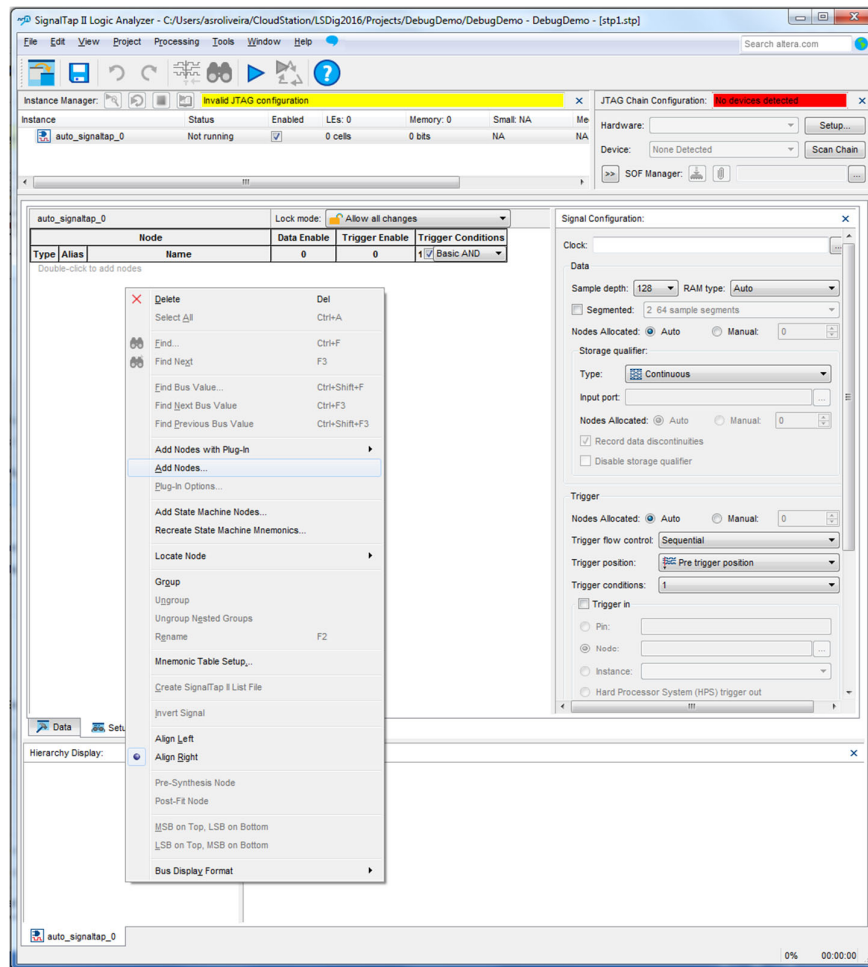 SignalTap II Logic Analyzer - C:/Users/asroliveira/CloudStation/LSDig2016/Projects/DebugDemo/DebugDemo - DebugDemo - [stp1.stp]
File Edit View Project Processing Tools Window Help
Search altera.com
Instance Manager: Invalid JTAG configuration
Instance Status Enabled LEs: 0 Memory: 0 Small: NA Me
auto_signaltap_0 Not running 0 cells 0 bits NA NA
JTAG Chain Configuration: No devices detected
Hardware: Setup...
Device: None Detected Scan Chain
>> SOF Manager: ...
auto_signaltap_0 Lock mode: Allow all changes
Node Data Enable Trigger Enable Trigger Conditions
Type Alias Name 0 0 1 Basic AND
Double-click to add nodes
Delete Del
Select All Ctrl+A
Find... Ctrl+F
Find Next F3
Find Bus Value... Ctrl+Shift+F
Find Next Bus Value Ctrl+F3
Find Previous Bus Value Ctrl+Shift+F3
Add Nodes with Plug-In
Add Nodes...
Plug-In Options...
Add State Machine Nodes...
Recreate State Machine Mnemonics...
Locate Node
Group
Ungroup
Ungroup Nested Groups
Rename F2
Mnemonic Table Setup...
Create SignalTap II List File
Invert Signal
Align Left
Align Right
Pre-Synthesis Node
Post-Fit Node
MSB on Top, LSB on Bottom
LSB on Top, MSB on Bottom
Bus Display Format
Signal Configuration:
Clock: ...
Data
Sample depth: 128 RAM type: Auto
Segmented: 2 64 sample segments
Nodes Allocated: Auto Manual: 0
Storage qualifier:
Type: Continuous
Input port: ...
Nodes Allocated: Auto Manual: 0
Record data discontinuities
Disable storage qualifier
Trigger
Nodes Allocated: Auto Manual: 0
Trigger flow control: Sequential
Trigger position: Pre trigger position
Trigger conditions: 1
Trigger in
Pin:
Node: ...
Instance:
Hard Processor System (HPS) trigger out
Data Setu
Hierarchy Display:
auto_signaltap_0
0% 00:00:00